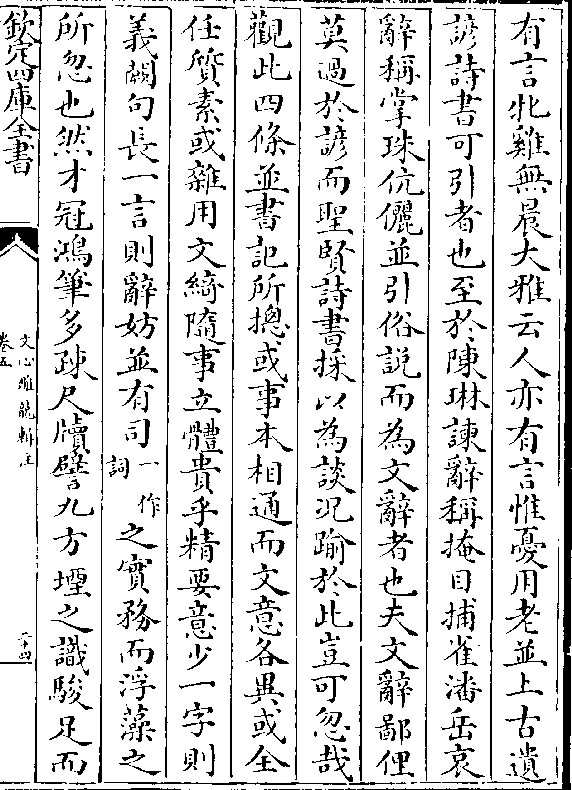 有言牝雞無晨大雅云人亦有言惟憂用老並上古遺
諺詩書可引者也至於陳琳諫辭稱掩目捕雀潘岳哀
辭稱掌珠伉儷並引俗説而為文辭者也夫文辭鄙俚
莫過於諺而聖賢詩書採以為談况踰於此豈可忽哉
觀此四條並書記所揔或事本相通而文意各異或全
任質素或雜用文綺隨事立體貴乎精要意少一字則
義闕句長一言則辭妨並有司一作詞之實務而浮藻之
所忽也然才冠鴻筆多疎尺牘譬九方堙之識駿足而
欽定四庫全書
文心雕龍輯注
卷五
二十四